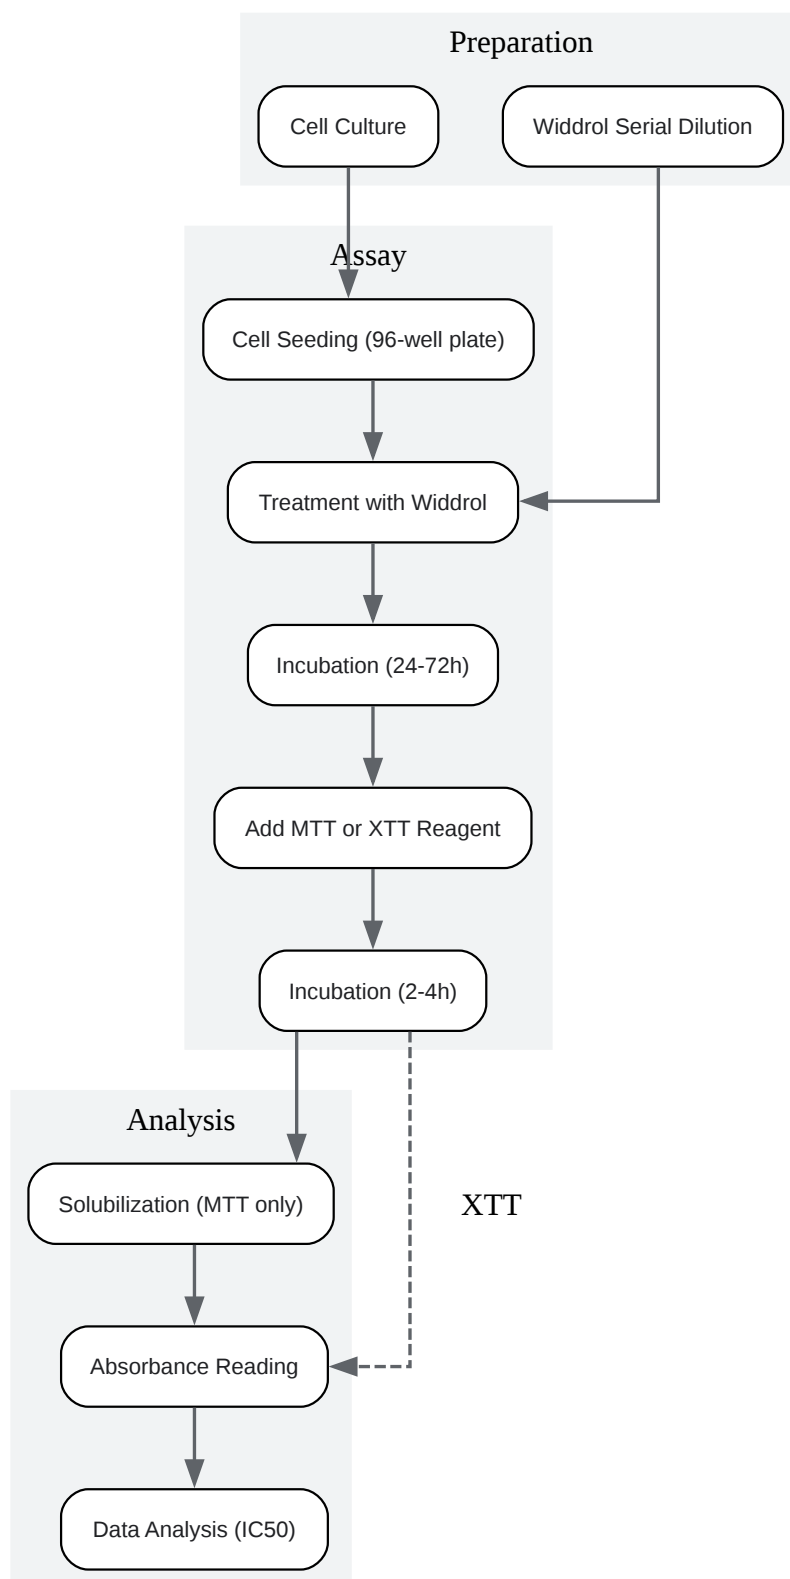 Preparation
Cell Culture
Widdrol Serial Dilution
Assay
Cell Seeding (96-well plate)
Treatment with Widdrol
Incubation (24-72h)
Add MTT or XTT Reagent
Incubation (2-4h)
Analysis
Solubilization (MTT only)
XTT
Absorbance Reading
Data Analysis (IC50)